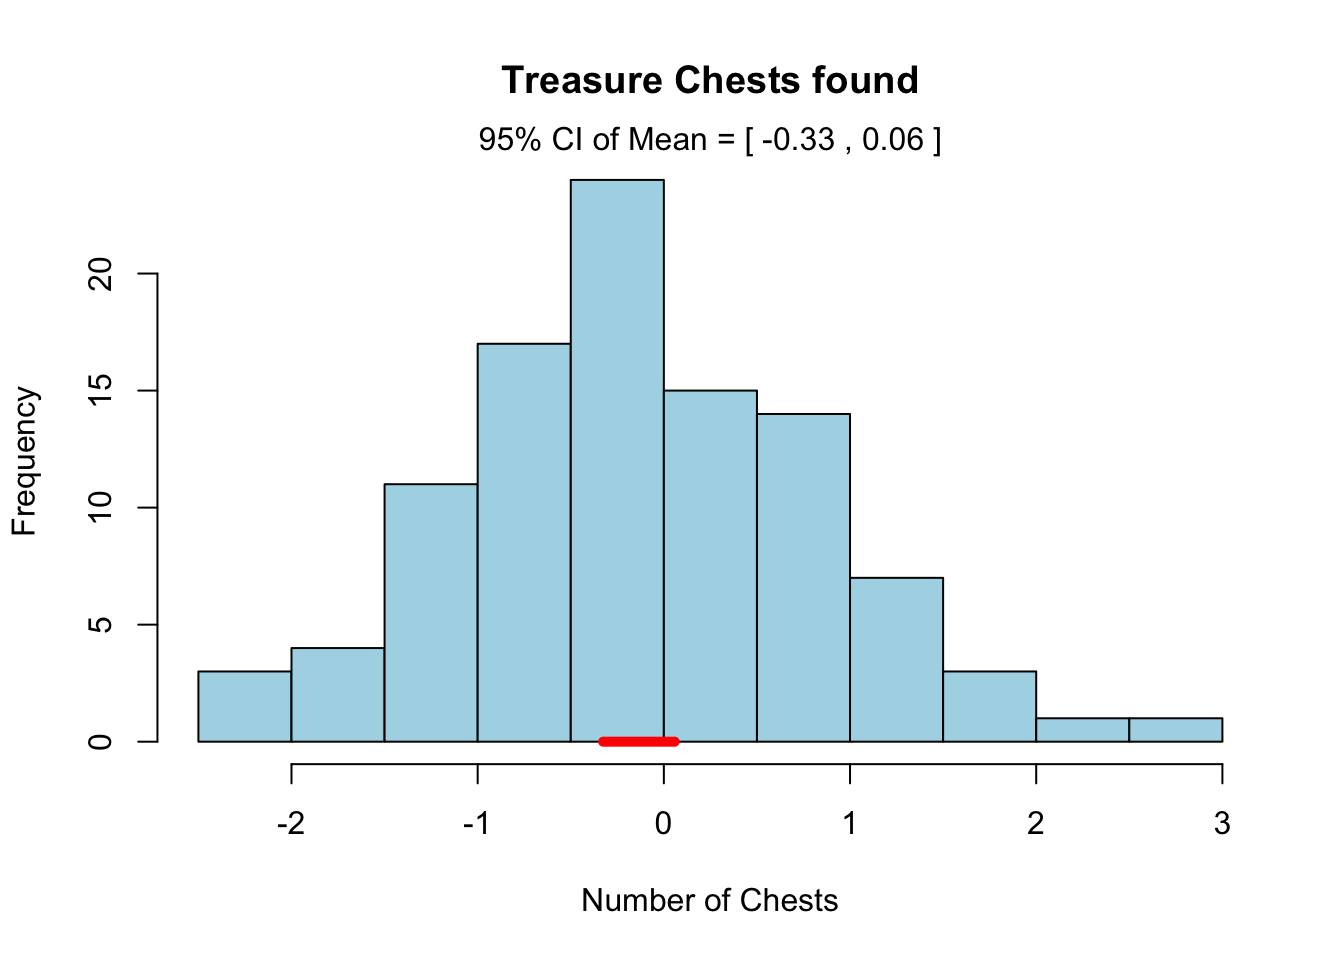 Treasure Chests found
95% CI of Mean = [ -0.33 , 0.06 ]
Frequency
20
15
10
5
0
-2 -1 0 1 2 3
Number of Chests